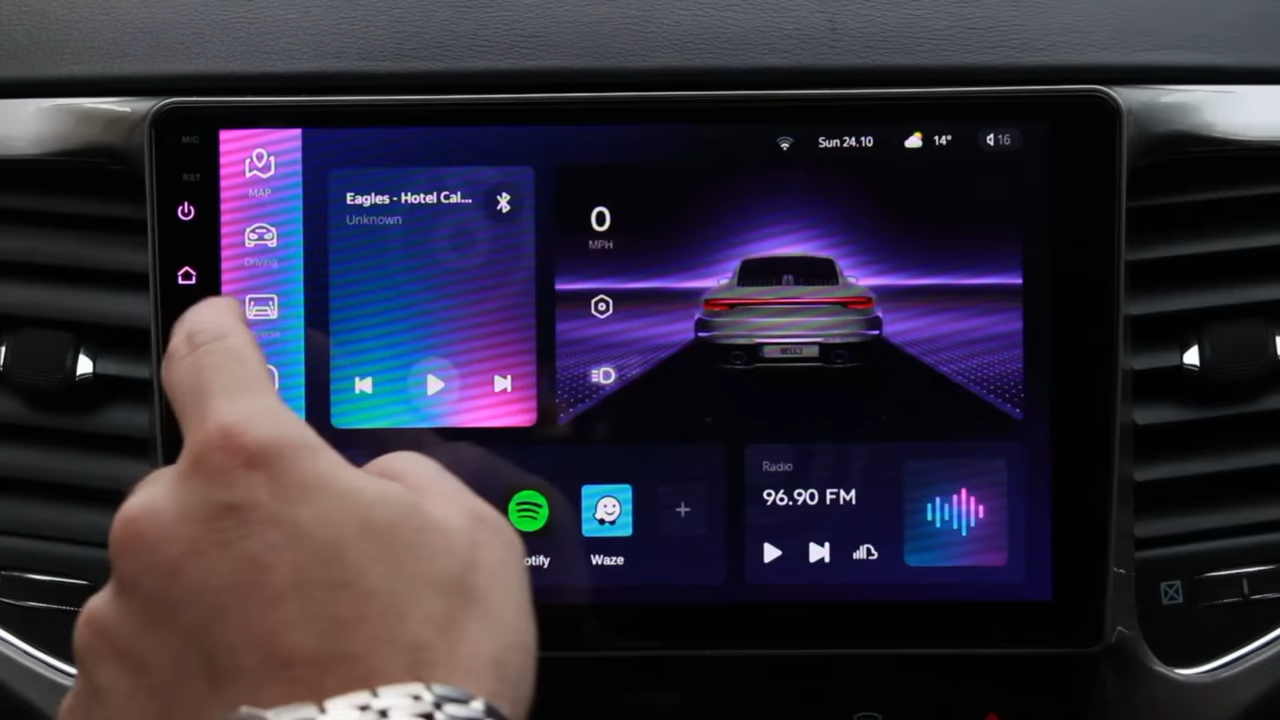 MIC
Sun 24.10
14°
16
RST
MAP
Driving
Eagles - Hotel Cal...
Unknown
0
MPH
otify
Waze
Radio
96.90 FM